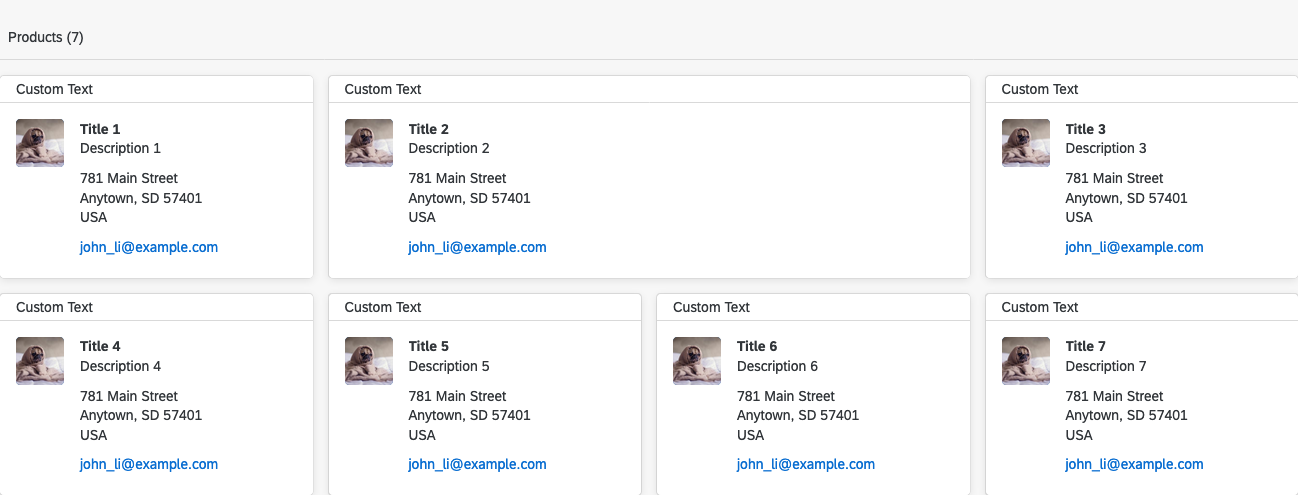 Products (7)
Custom Text
Title 1
Description 1
781 Main Street
Anytown, SD 57401
USA
john_li@example.com
Custom Text
Title 2
Description 2
781 Main Street
Anytown, SD 57401
USA
john_li@example.com
Custom Text
Title 3
Description 3
781 Main Street
Anytown, SD 57401
USA
john_li@example.com
Custom Text
Title 4
Description 4
781 Main Street
Anytown, SD 57401
USA
john_li@example.com
Custom Text
Title 5
Description 5
781 Main Street
Anytown, SD 57401
USA
john_li@example.com
Custom Text
Title 6
Description 6
781 Main Street
Anytown, SD 57401
USA
john_li@example.com
Custom Text
Title 7
Description 7
781 Main Street
Anytown, SD 57401
USA
john_li@example.com